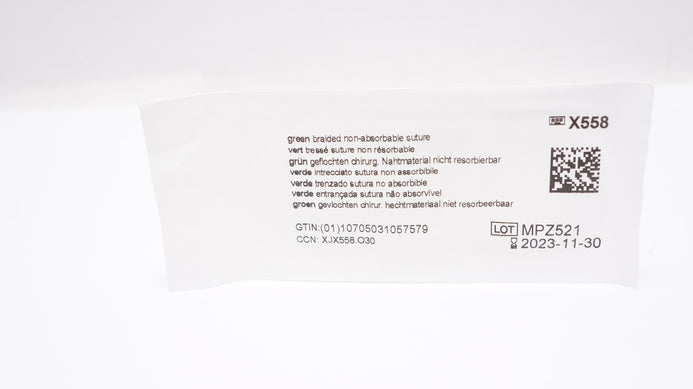 REF X558
green braided non-absorbable suture
vert tressé suture non résorbable
grün geflochten chirurg. Nahtmaterial nicht resorbierbar
verde intrecciato sutura non assorbibile
verde trenzado sutura no absorbible
verde entrançada sutura não absorvível
groen gevlochten chirur. hechtmateriaal niet resorbeerbaar
GTIN:(01)10705031057579
CCN: XJX558.O30
LOT MPZ521
2023-11-30